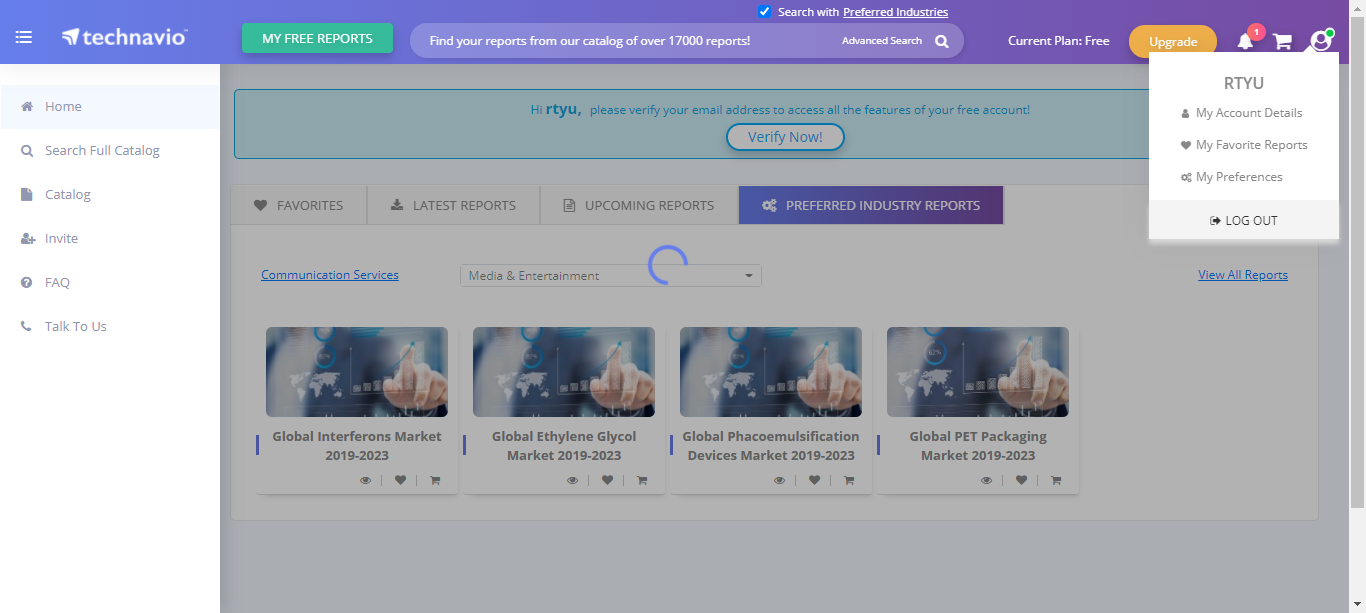 Search with Preferred Industries
technavio
MY FREE REPORTS
Find your reports from our catalog of over 17000 reports!
Advanced Search
Current Plan: Free
Upgrade
1
RTYU
My Account Details
My Favorite Reports
My Preferences
LOG OUT
Home
Search Full Catalog
Catalog
Invite
FAQ
Talk To Us
Hi rtyu, please verify your email address to access all the features of your free account!
Verify Now!
FAVORITES
LATEST REPORTS
UPCOMING REPORTS
PREFERRED INDUSTRY REPORTS
Communication Services
Media & Entertainment
View All Reports
Global Interferons Market
2019-2023
Global Ethylene Glycol
Market 2019-2023
Global Phacoemulsification
Devices Market 2019-2023
Global PET Packaging
Market 2019-2023